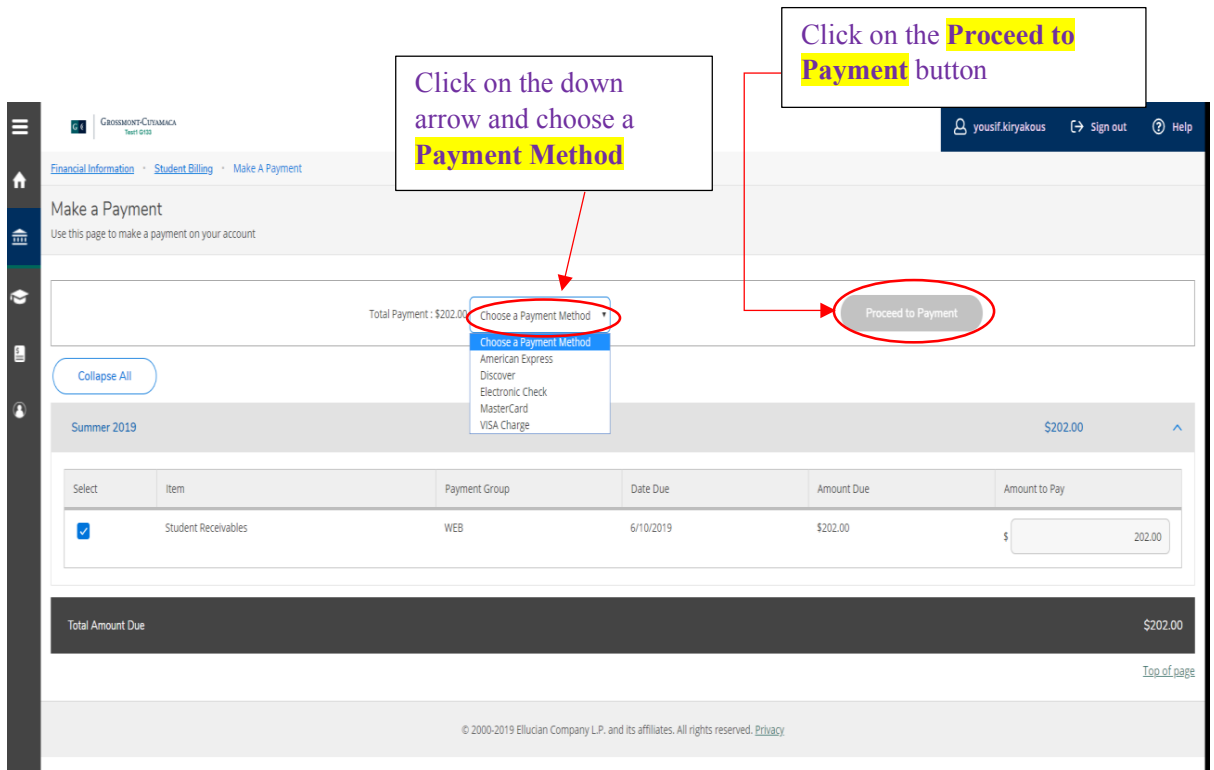 Click on the down
arrow and choose a
Payment Method
Click on the Proceed to
Payment button
GROSSMONT-CUYAMACA
Test1 G133
yousif.kiryakous Sign out Help
Financial Information · Student Billing · Make A Payment
Make a Payment
Use this page to make a payment on your account
Total Payment : $202.00 Choose a Payment Method Proceed to Payment
Choose a Payment Method
American Express
Discover
Electronic Check
MasterCard
VISA Charge
Collapse All
Summer 2019 $202.00
Select Item Payment Group Date Due Amount Due Amount to Pay
Student Receivables WEB 6/10/2019 $202.00 $ 202.00
Total Amount Due $202.00
Top of page
© 2000-2019 Ellucian Company L.P. and its affiliates. All rights reserved. Privacy